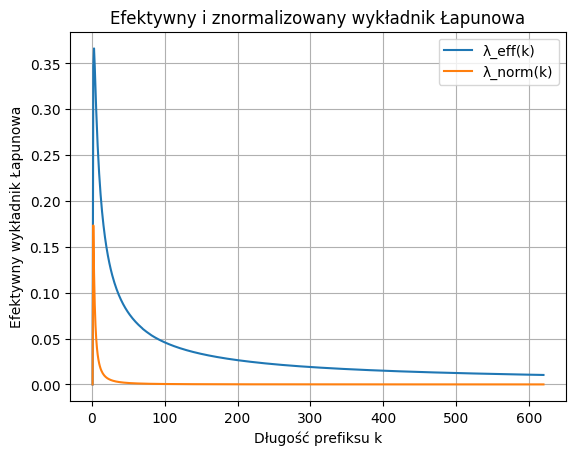 Efektywny i znormalizowany wykładnik Łapunowa
λ_eff(k)
λ_norm(k)
Efektywny wykładnik Łapunowa
0.35
0.30
0.25
0.20
0.15
0.10
0.05
0.00
0 100 200 300 400 500 600
Długość prefiksu k